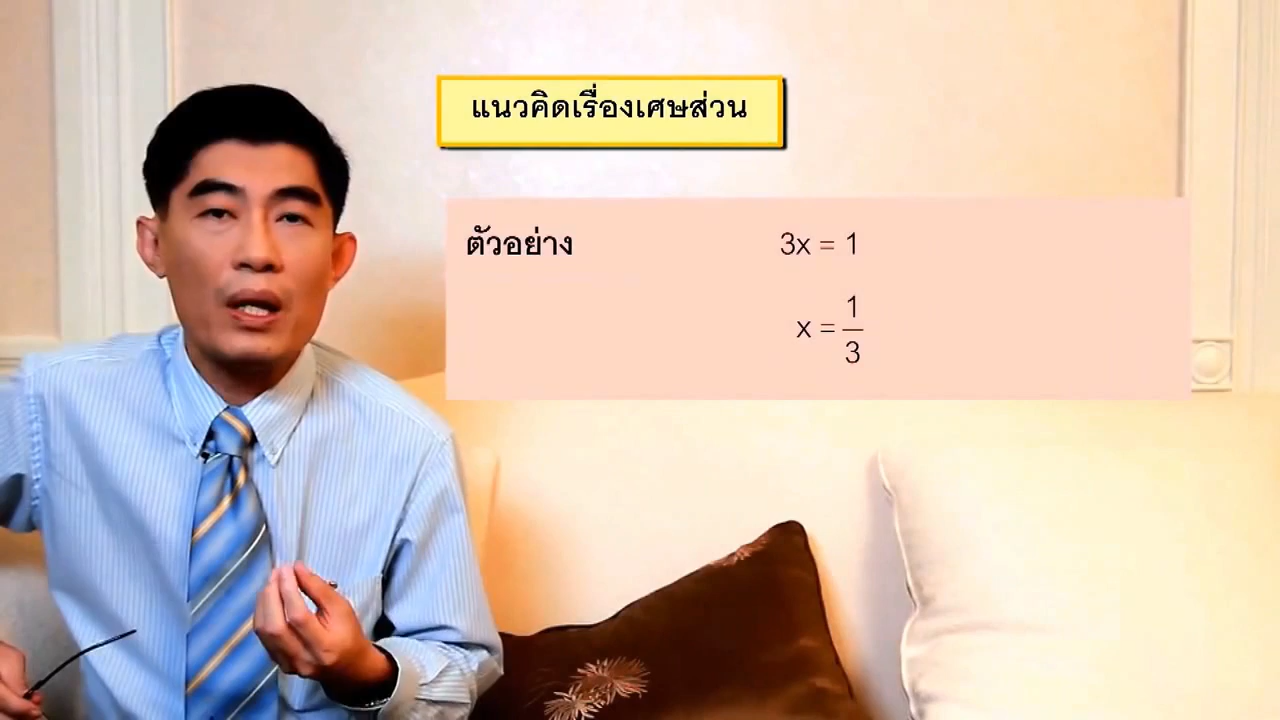 แนวคิดเรื่องเศษส่วน
ตัวอย่าง 3x = 1
x = 1/3